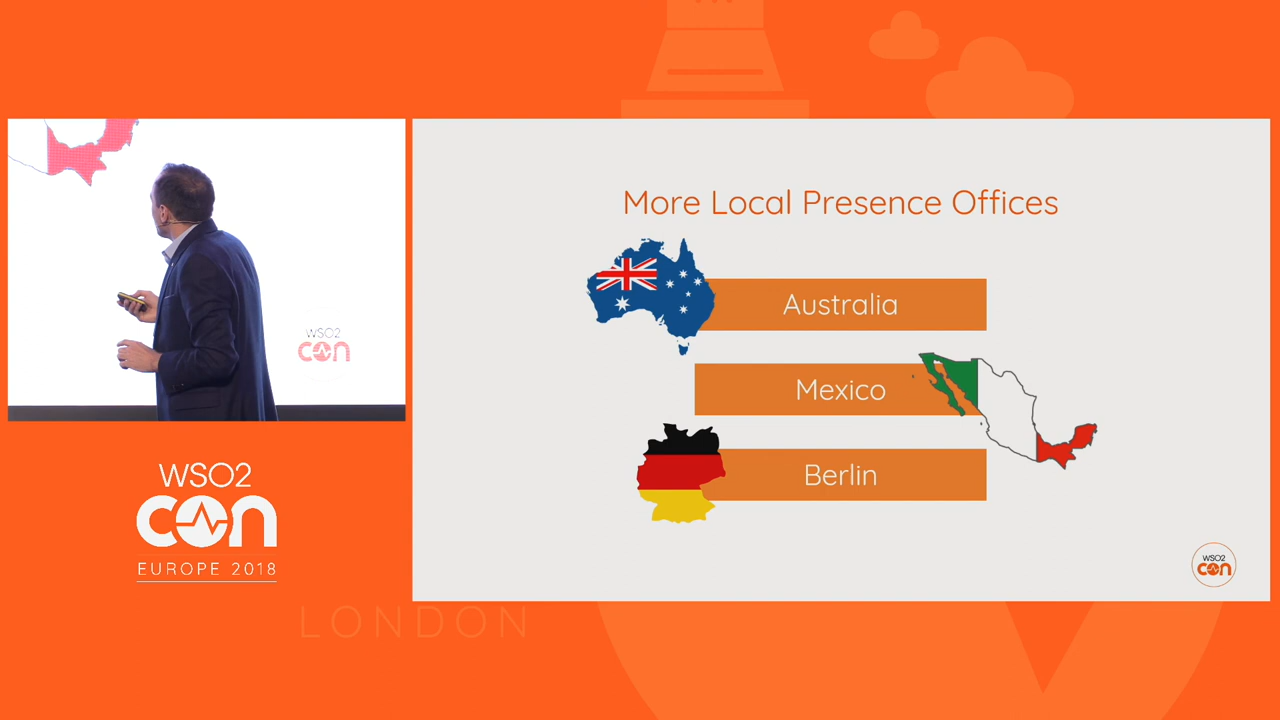 More Local Presence Offices
Australia
Mexico
Berlin
WSO2
CON
WSO2
CON
EUROPE 2018
LONDON
WSO2
CON